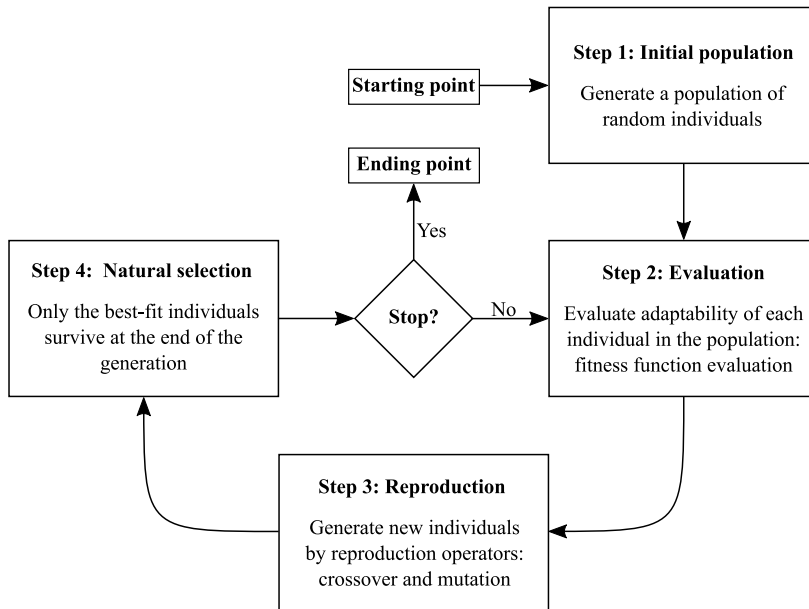 Starting point
Step 1: Initial population
Generate a population of
random individuals
Ending point
Yes
Step 4: Natural selection
Only the best-fit individuals
survive at the end of the
generation
Stop?
No
Step 2: Evaluation
Evaluate adaptability of each
individual in the population:
fitness function evaluation
Step 3: Reproduction
Generate new individuals
by reproduction operators:
crossover and mutation